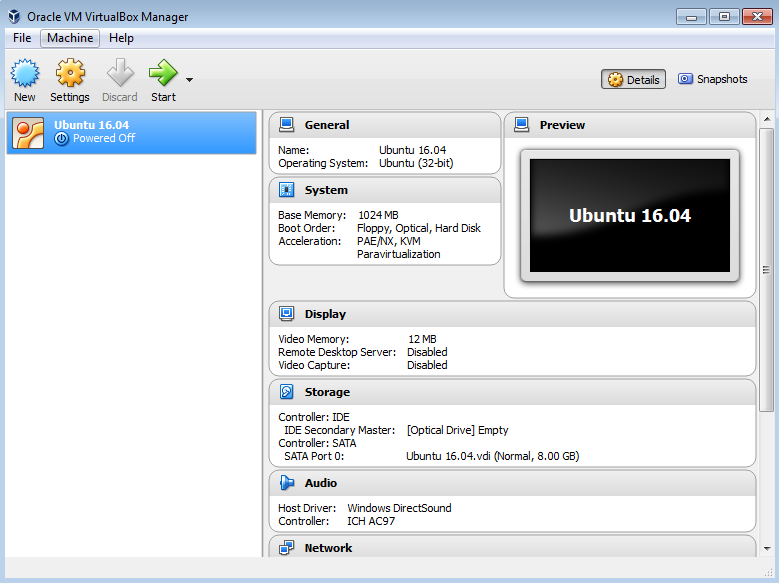 Oracle VM VirtualBox Manager
File Machine Help
New Settings Discard Start Details Snapshots
Ubuntu 16.04
Powered Off
General
Name: Ubuntu 16.04
Operating System: Ubuntu (32-bit)
System
Base Memory: 1024 MB
Boot Order: Floppy, Optical, Hard Disk
Acceleration: PAE/NX, KVM
Paravirtualization
Preview
Ubuntu 16.04
Display
Video Memory: 12 MB
Remote Desktop Server: Disabled
Video Capture: Disabled
Storage
Controller: IDE
IDE Secondary Master: [Optical Drive] Empty
Controller: SATA
SATA Port 0: Ubuntu 16.04.vdi (Normal, 8.00 GB)
Audio
Host Driver: Windows DirectSound
Controller: ICH AC97
Network